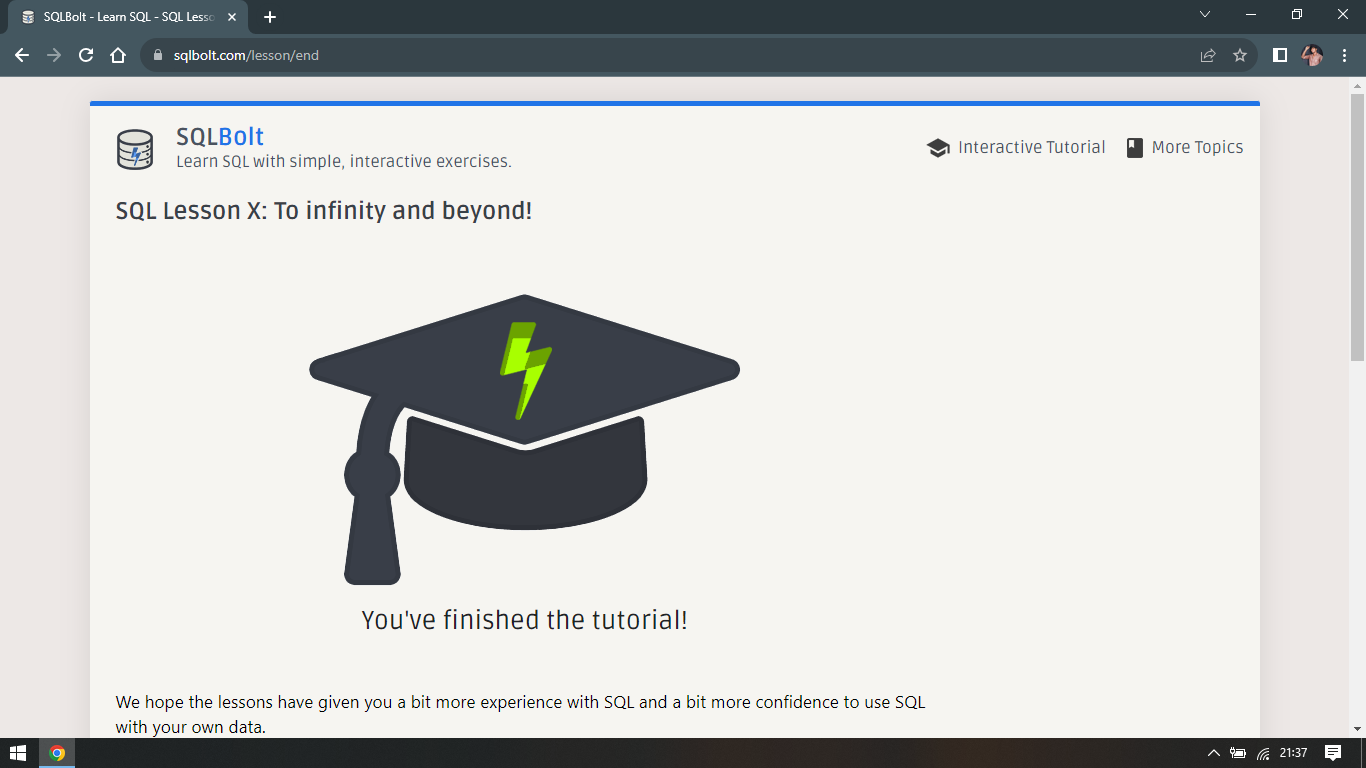 SQLBolt - Learn SQL - SQL Lesso
sqlbolt.com/lesson/end
SQLBolt
Learn SQL with simple, interactive exercises.
Interactive Tutorial
More Topics
SQL Lesson X: To infinity and beyond!
You've finished the tutorial!
We hope the lessons have given you a bit more experience with SQL and a bit more confidence to use SQL
with your own data.
21:37